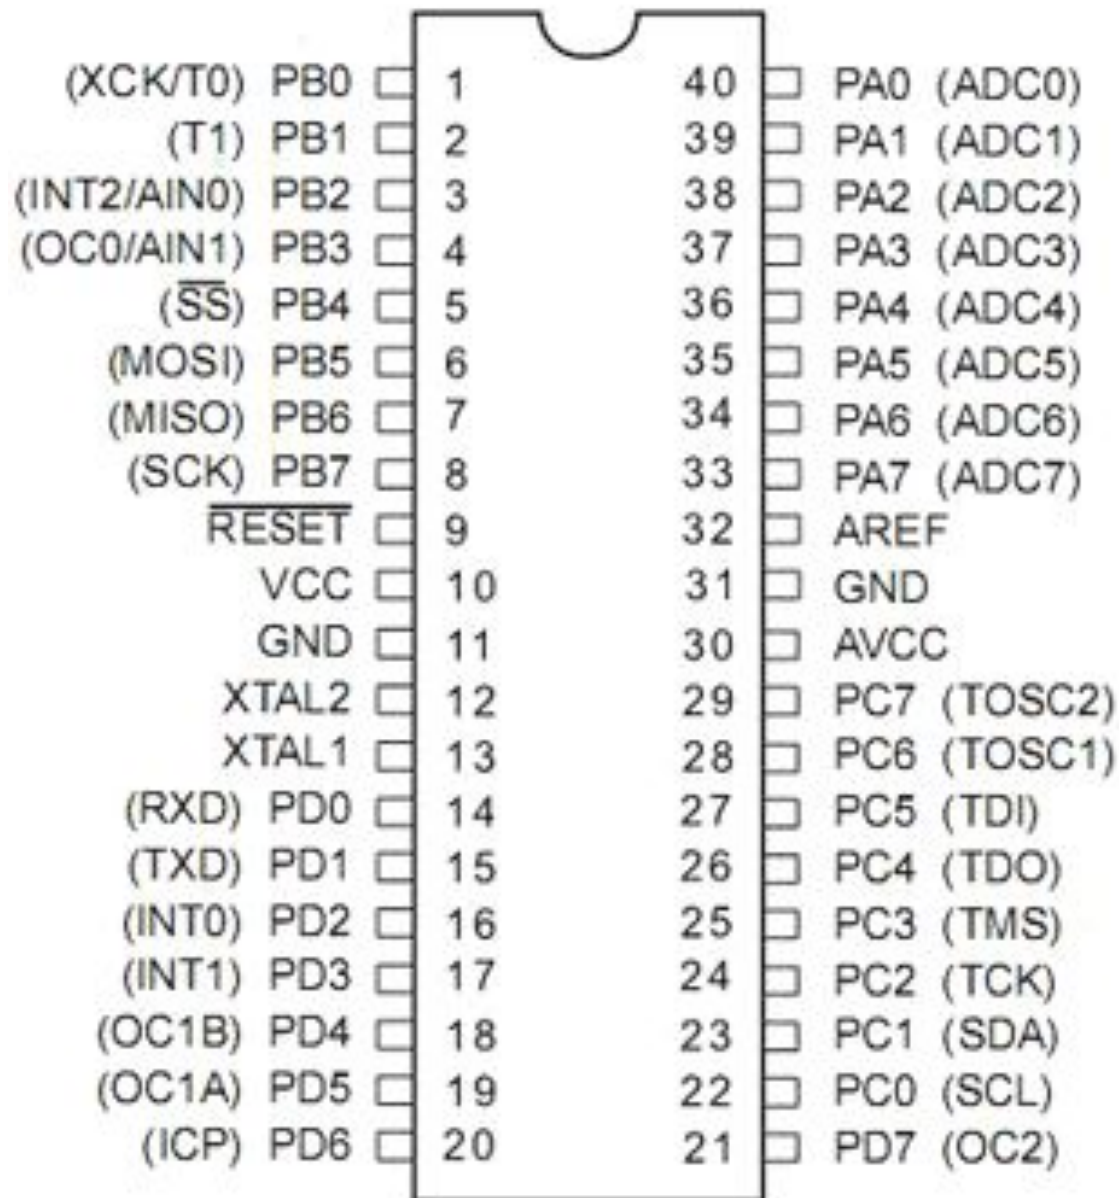 (XCK/T0) PB0 1 40 PA0 (ADC0)
(T1) PB1 2 39 PA1 (ADC1)
(INT2/AIN0) PB2 3 38 PA2 (ADC2)
(OC0/AIN1) PB3 4 37 PA3 (ADC3)
(S̅S̅) PB4 5 36 PA4 (ADC4)
(MOSI) PB5 6 35 PA5 (ADC5)
(MISO) PB6 7 34 PA6 (ADC6)
(SCK) PB7 8 33 PA7 (ADC7)
R̅E̅S̅E̅T̅ 9 32 AREF
VCC 10 31 GND
GND 11 30 AVCC
XTAL2 12 29 PC7 (TOSC2)
XTAL1 13 28 PC6 (TOSC1)
(RXD) PD0 14 27 PC5 (TDI)
(TXD) PD1 15 26 PC4 (TDO)
(INT0) PD2 16 25 PC3 (TMS)
(INT1) PD3 17 24 PC2 (TCK)
(OC1B) PD4 18 23 PC1 (SDA)
(OC1A) PD5 19 22 PC0 (SCL)
(ICP) PD6 20 21 PD7 (OC2)